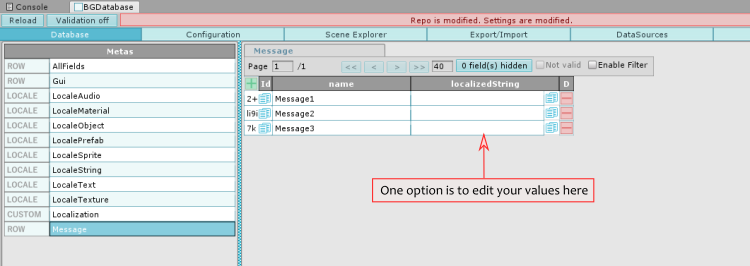 Console BGDatabase
Reload Validation off Repo is modified. Settings are modified.
Database Configuration Scene Explorer Export/Import DataSources
Metas
ROW AllFields
ROW Gui
LOCALE LocaleAudio
LOCALE LocaleMaterial
LOCALE LocaleObject
LOCALE LocalePrefab
LOCALE LocaleSprite
LOCALE LocaleString
LOCALE LocaleText
LOCALE LocaleTexture
CUSTOM Localization
ROW Message
Message
Page 1 /1 << < > >> 40 0 field(s) hidden Not valid Enable Filter
+ Id name localizedString D
2+ Message1
li9i Message2
7k Message3
One option is to edit your values here